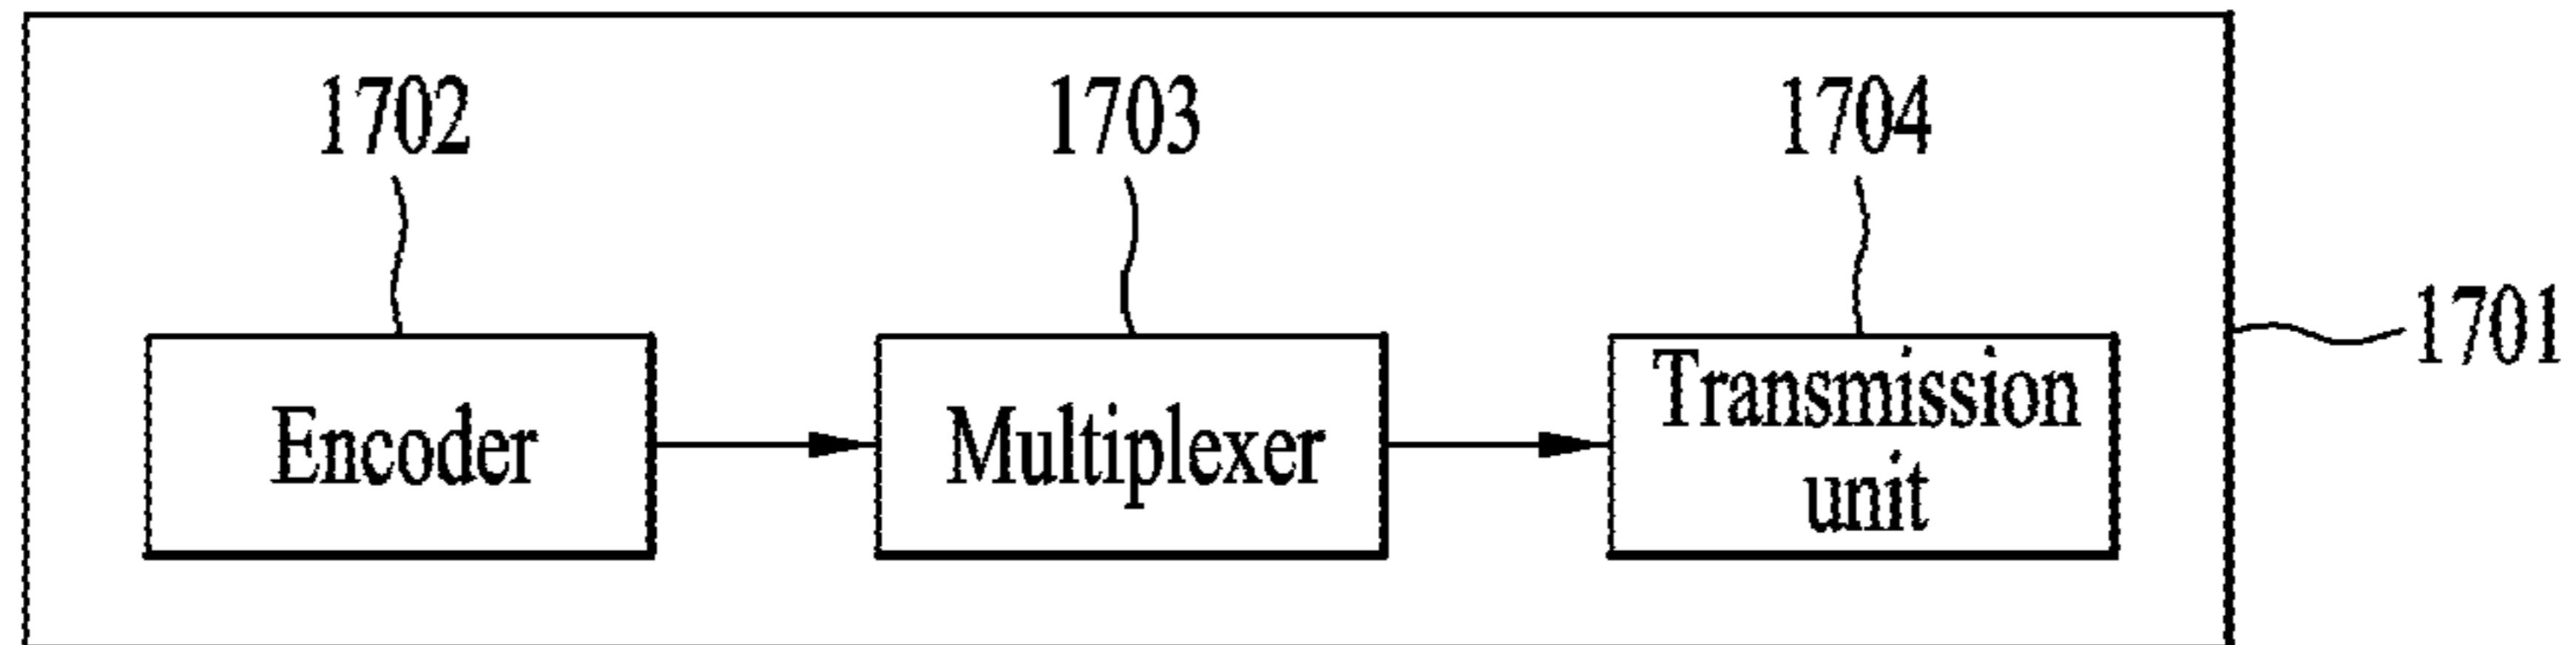 1702
1703
1704
1701
Encoder
Multiplexer
Transmission
unit